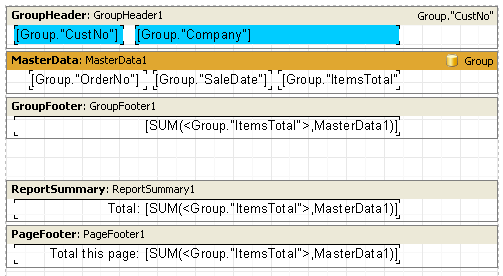 GroupHeader: GroupHeader1 Group."CustNo"
[Group."CustNo"] [Group."Company"]
MasterData: MasterData1 Group
[Group."OrderNo"] [Group."SaleDate"] [Group."ItemsTotal"
GroupFooter: GroupFooter1
[SUM(<Group."ItemsTotal">,MasterData1)]
ReportSummary: ReportSummary1
Total: [SUM(<Group."ItemsTotal">,MasterData1)]
PageFooter: PageFooter1
Total this page: [SUM(<Group."ItemsTotal">,MasterData1)]